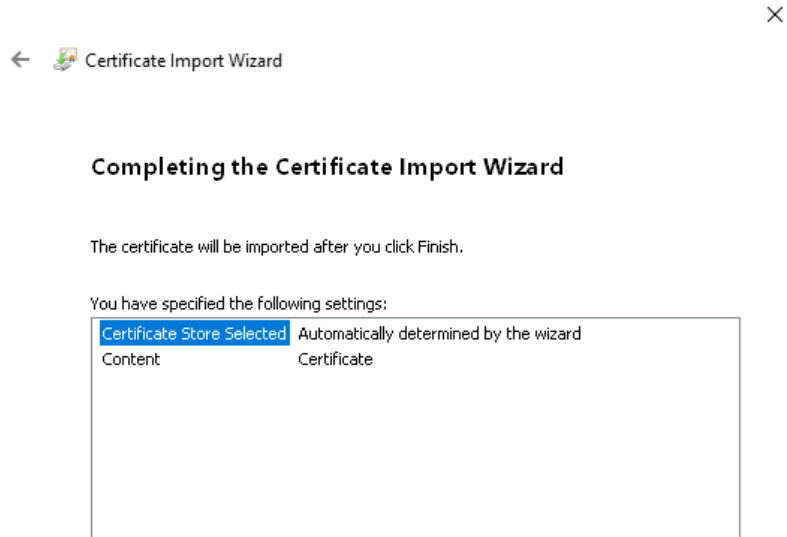 Certificate Import Wizard
Completing the Certificate Import Wizard
The certificate will be imported after you click Finish.
You have specified the following settings:
Certificate Store Selected Automatically determined by the wizard
Content Certificate